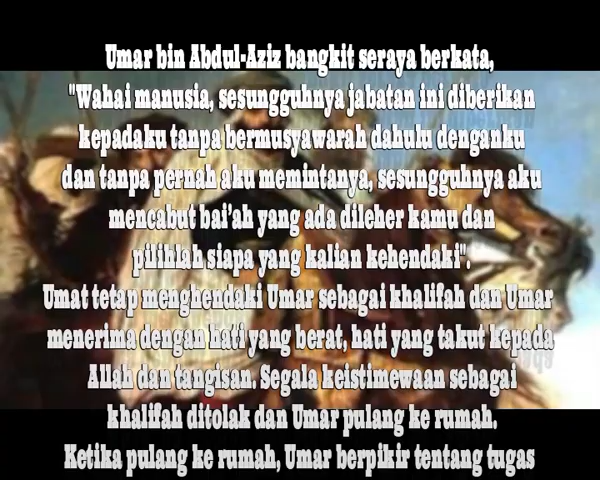 Umar bin Abdul-Aziz bangkit seraya berkata,
"Wahai manusia, sesungguhnya jabatan ini diberikan
kepadaku tanpa bermusyawarah dahulu denganku
dan tanpa pernah aku memintanya, sesungguhnya aku
mencabut bai'ah yang ada dileher kamu dan
pilihlah siapa yang kalian kehendaki".
Umat tetap menghendaki Umar sebagai khalifah dan Umar
menerima dengan hati yang berat, hati yang takut kepada
Allah dan tangisan. Segala keistimewaan sebagai
khalifah ditolak dan Umar pulang ke rumah.
Ketika pulang ke rumah, Umar berpikir tentang tugas